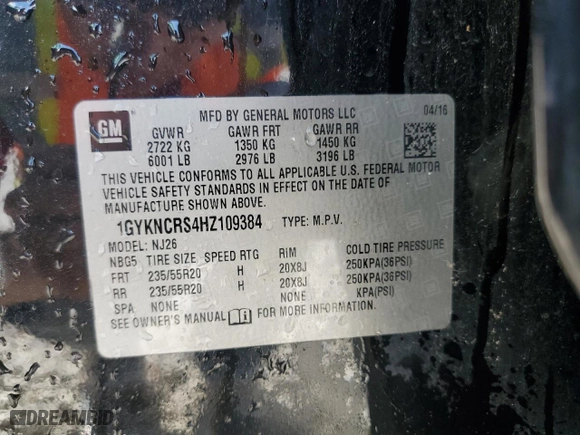 GM
MFD BY GENERAL MOTORS LLC 04/16
GVWR GAWR FRT GAWR RR
2722 KG 1350 KG 1450 KG
6001 LB 2976 LB 3196 LB
THIS VEHICLE CONFORMS TO ALL APPLICABLE U.S. FEDERAL MOTOR
VEHICLE SAFETY STANDARDS IN EFFECT ON THE DATE OF
MANUFACTURE SHOWN ABOVE.
1GYKNCRS4HZ109384 TYPE: M.P.V.
MODEL: NJ26
NBG5 TIRE SIZE SPEED RTG RIM COLD TIRE PRESSURE
FRT 235/55R20 H 20X8J 250KPA(36PSI)
RR 235/55R20 H 20X8J 250KPA(36PSI)
SPA NONE NONE KPA(PSI)
SEE OWNER'S MANUAL FOR MORE INFORMATION.
DREAMBID